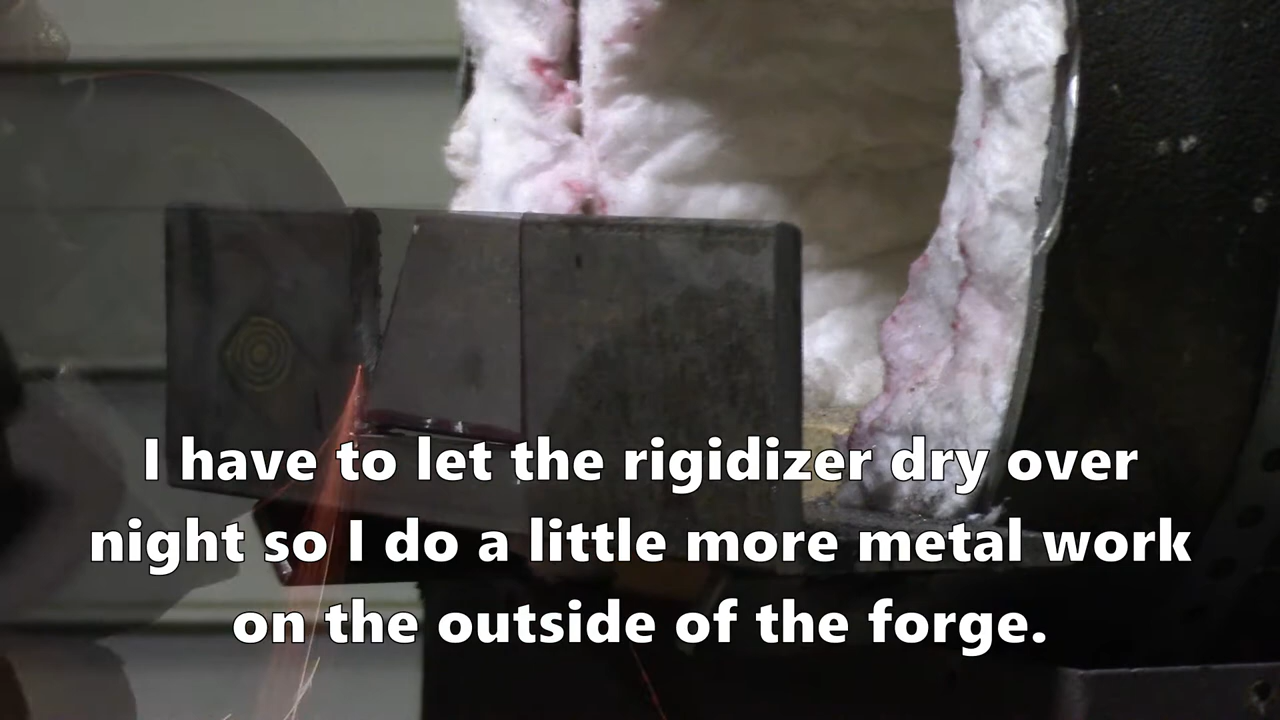 I have to let the rigidizer dry over
night so I do a little more metal work
on the outside of the forge.